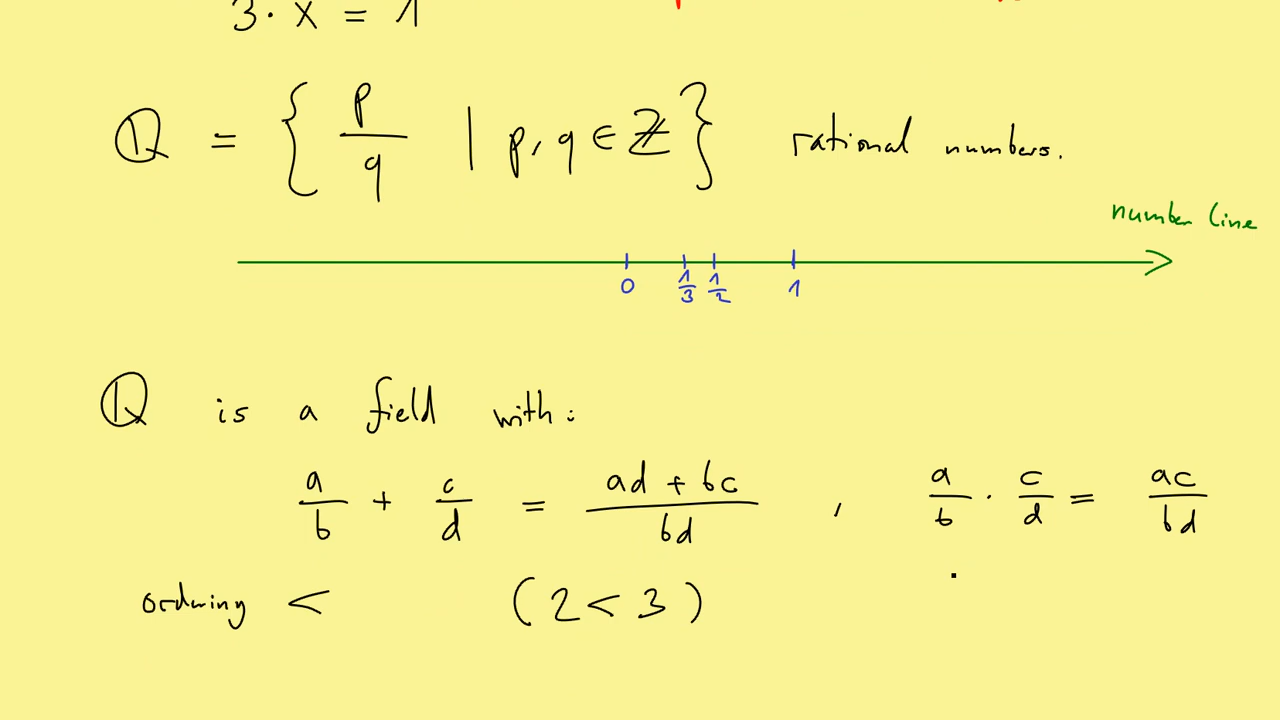 3 · x = 1
ℚ = { p/q | p, q ∈ ℤ } rational numbers.
number line
0 1/3 1/2 1
ℚ is a field with:
a/b + c/d = (ad + bc)/(bd) , a/b · c/d = (ac)/(bd)
ordering < (2 < 3)